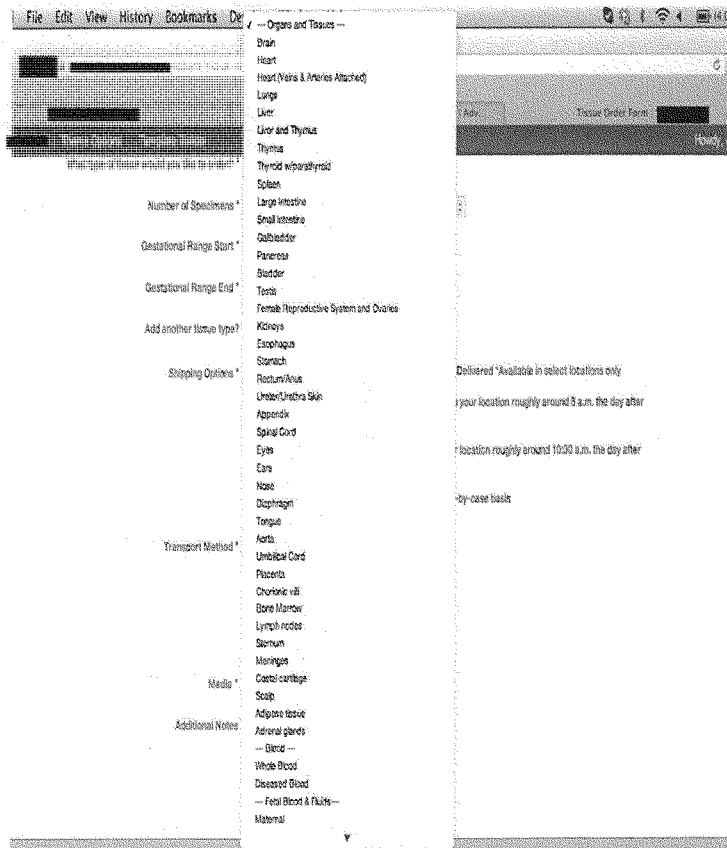 File Edit View History Bookmarks De
✓ --- Organs and Tissues ---
Brain
Heart
Heart (Veins & Arteries Attached)
Lungs
Liver
Liver and Thymus
Thymus
Thyroid w/parathyroid
Spleen
Large Intestine
Small Intestine
Gallbladder
Pancreas
Bladder
Testis
Female Reproductive System and Ovaries
Kidneys
Esophagus
Stomach
Rectum/Anus
Ureter/Urethra Skin
Appendix
Spinal Cord
Eyes
Ears
Nose
Diaphragm
Tongue
Aorta
Umbilical Cord
Placenta
Chorionic villi
Bone Marrow
Lymph nodes
Sternum
Meninges
Costal cartilage
Scalp
Adipose tissue
Adrenal glands
--- Blood ---
Whole Blood
Diseased Blood
--- Fetal Blood & Fluids ---
Maternal
Adv. Tissue Order Form
Howdy
Number of Specimens *
Gestational Range Start *
Gestational Range End *
Add another tissue type?
Shipping Options *
Delivered *Available in select locations only
your location roughly around 8 a.m. the day after
location roughly around 10:30 a.m. the day after
-by-case basis
Transport Method *
Media *
Additional Notes